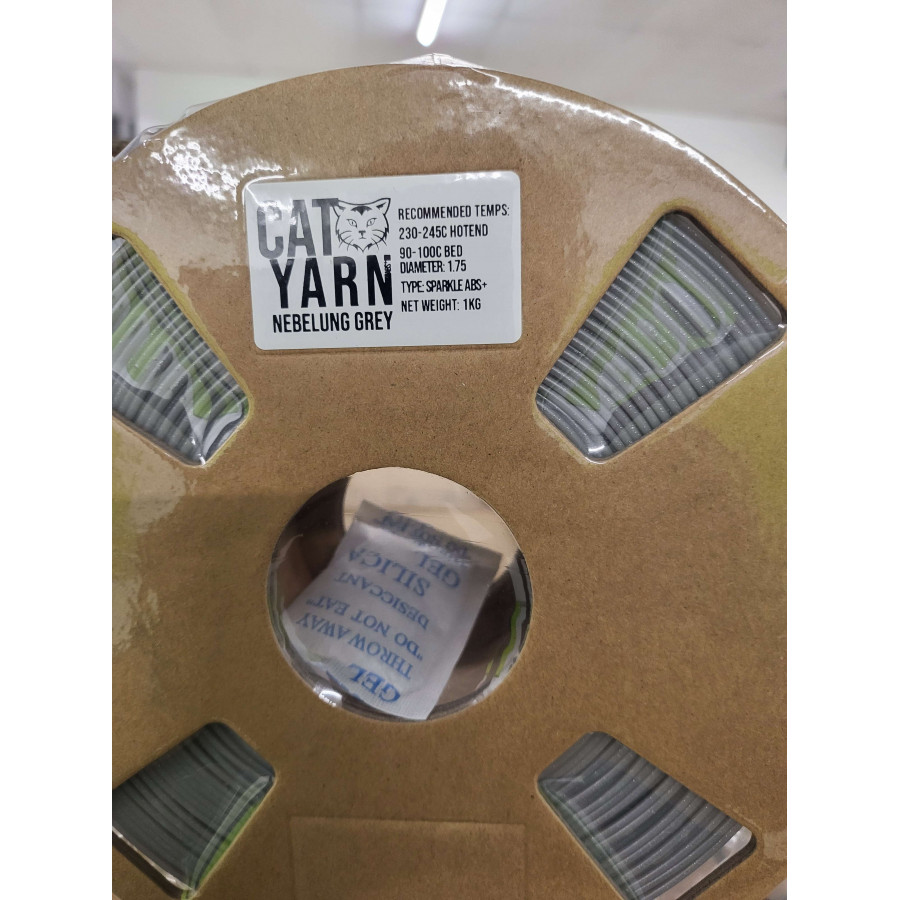 CAT
YARN
NEBELUNG GREY
RECOMMENDED TEMPS:
230-245C HOTEND
90-100C BED
DIAMETER: 1.75
TYPE: SPARKLE ABS+
NET WEIGHT: 1KG
GEL
THROW AWAY
"DO NOT EAT"
DESICCANT
SILICA
GEL